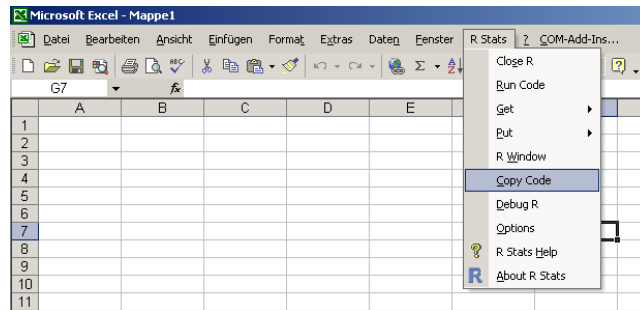 Microsoft Excel - Mappe1
Datei Bearbeiten Ansicht Einfügen Format Extras Daten Fenster R Stats ? COM-Add-Ins...
G7 fx
A B C D E
1
2
3
4
5
6
7
8
9
10
11
Close R
Run Code
Get
Put
R Window
Copy Code
Debug R
Options
R Stats Help
R About R Stats